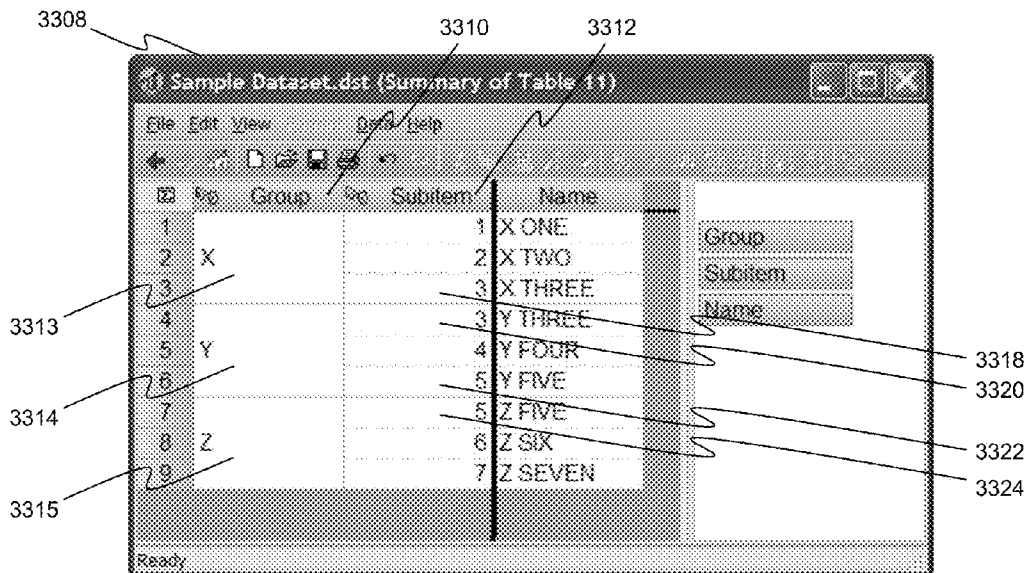 3308
3310
3312
Sample Dataset.dst (Summary of Table 11)
File Edit View Data Help
Σ Group Subitem Name
1 1 X ONE
2 X 2 X TWO
3 3 X THREE
4 3 Y THREE
5 Y 4 Y FOUR
6 5 Y FIVE
7 5 Z FIVE
8 Z 6 Z SIX
9 7 Z SEVEN
Group
Subitem
Name
3313
3314
3315
3318
3320
3322
3324
Ready